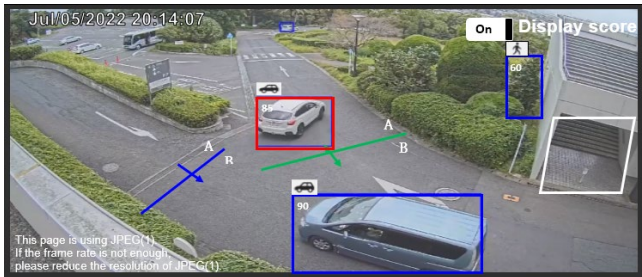 Jul/05/2022 20:14:07
On
Display score
60
85
A
B
A
B
90
This page is using JPEG(1).
If the frame rate is not enough,
please reduce the resolution of JPEG(1).